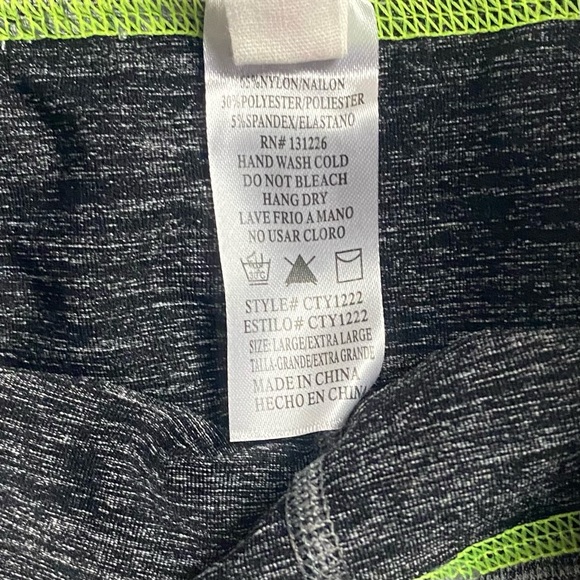 65%NYLON/NAILON
30%POLYESTER/POLIESTER
5%SPANDEX/ELASTANO
RN# 131226
HAND WASH COLD
DO NOT BLEACH
HANG DRY
LAVE FRIO A MANO
NO USAR CLORO
30°C
STYLE# CTY1222
ESTILO# CTY1222
SIZE: LARGE/EXTRA LARGE
TALLA-GRANDE/EXTRA GRANDE
MADE IN CHINA
HECHO EN CHINA